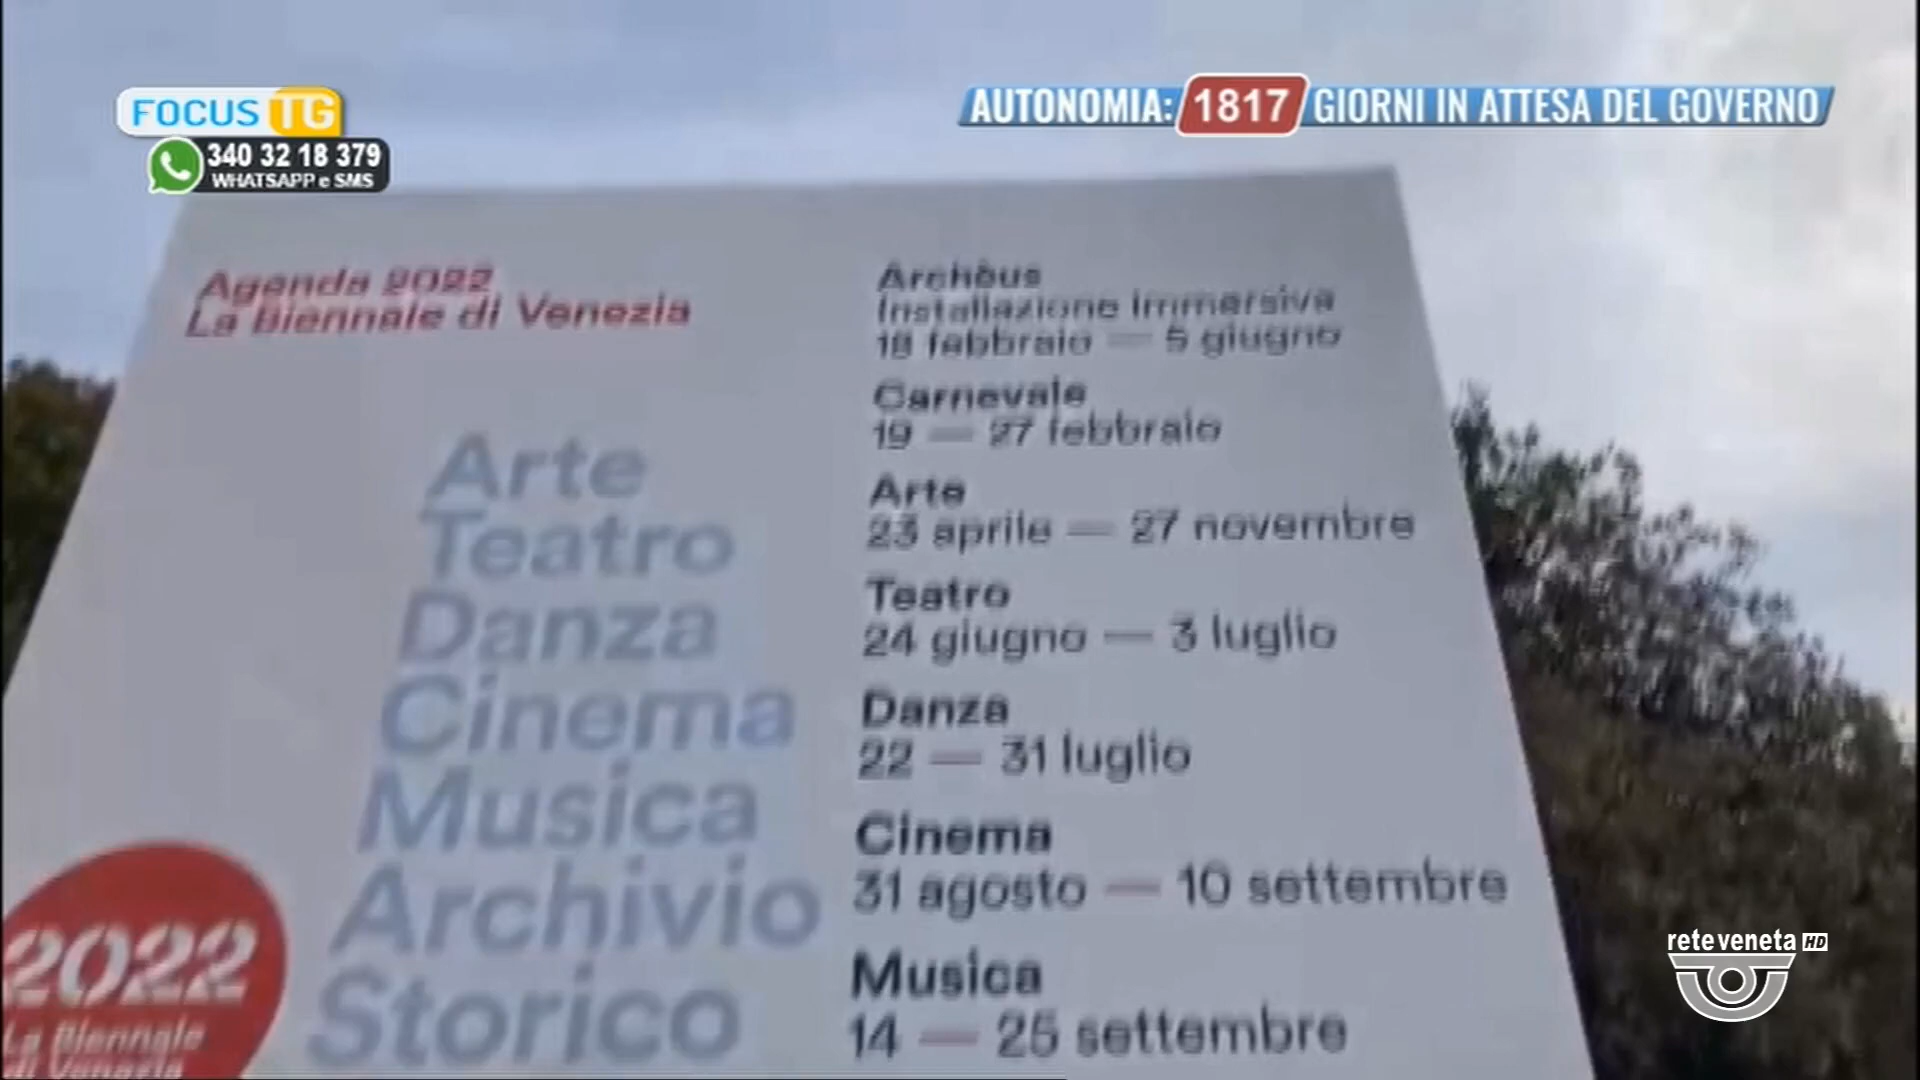 FOCUS TG
340 32 18 379
WHATSAPP e SMS
AUTONOMIA: 1817 GIORNI IN ATTESA DEL GOVERNO
Agenda 2022
La Biennale di Venezia
Arte
Teatro
Danza
Cinema
Musica
Archivio
Storico
2022
La Biennale
di Venezia
Archèus
Installazione Immersiva
18 febbraio — 5 giugno
Carnevale
19 — 27 febbraio
Arte
23 aprile — 27 novembre
Teatro
24 giugno — 3 luglio
Danza
22 — 31 luglio
Cinema
31 agosto — 10 settembre
Musica
14 — 25 settembre
reteveneta HD